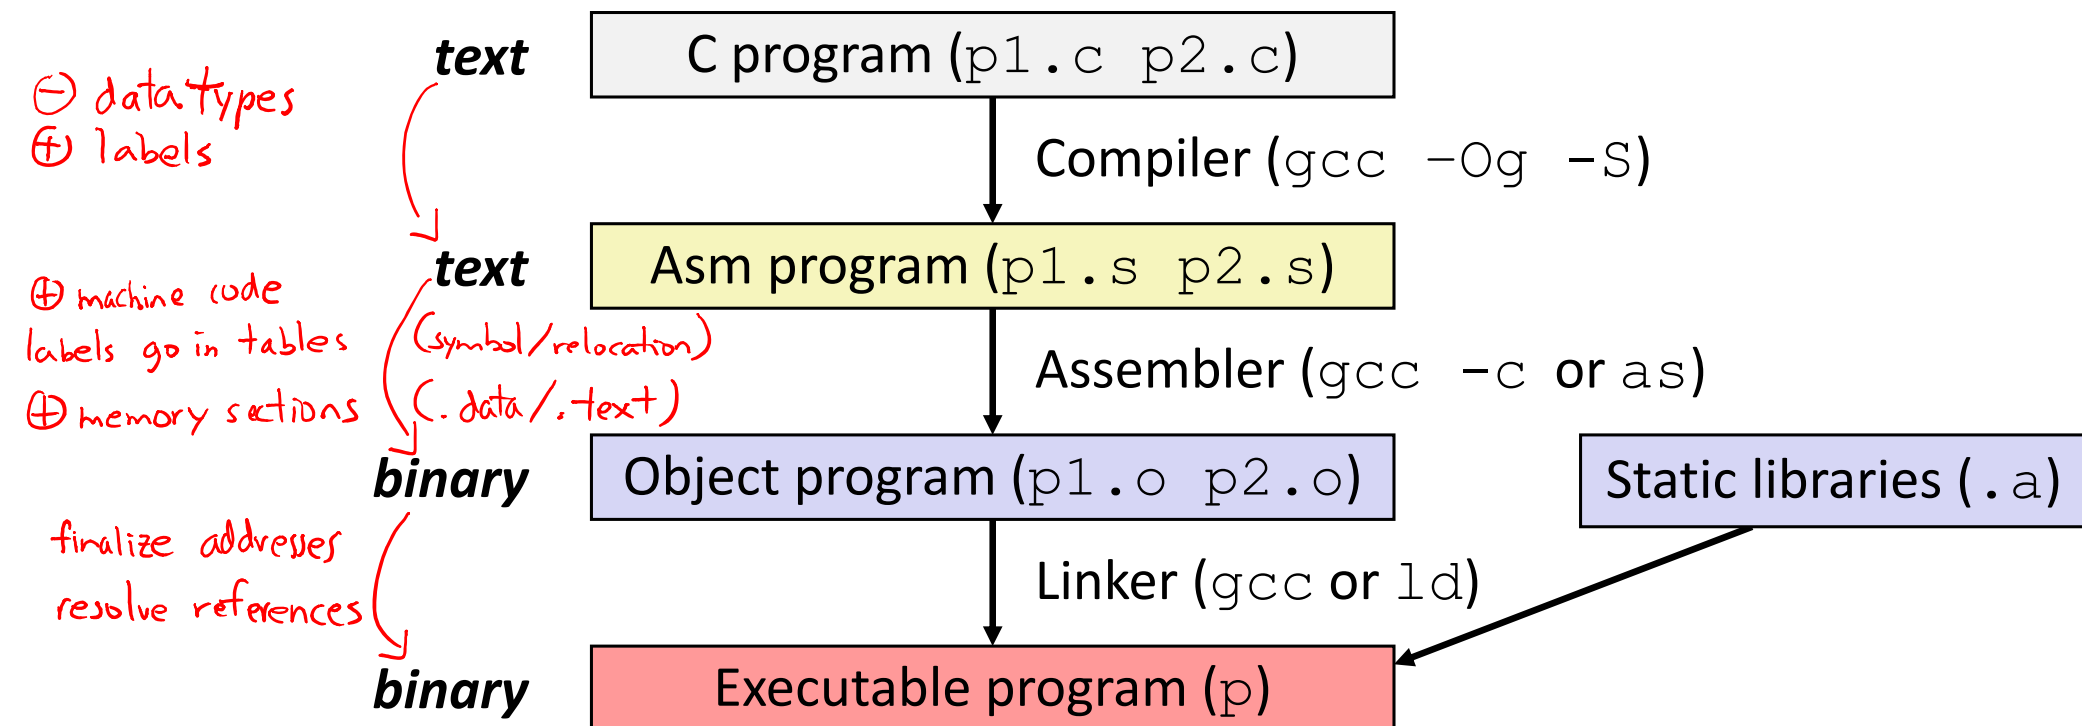 text
C program (p1.c p2.c)
⊖ data types
⊕ labels
Compiler (gcc –Og -S)
text
Asm program (p1.s p2.s)
⊕ machine code
labels go in tables (symbol/relocation)
⊕ memory sections (.data/.text)
Assembler (gcc -c or as)
binary
Object program (p1.o p2.o)
Static libraries (.a)
finalize addresses
resolve references
Linker (gcc or ld)
binary
Executable program (p)